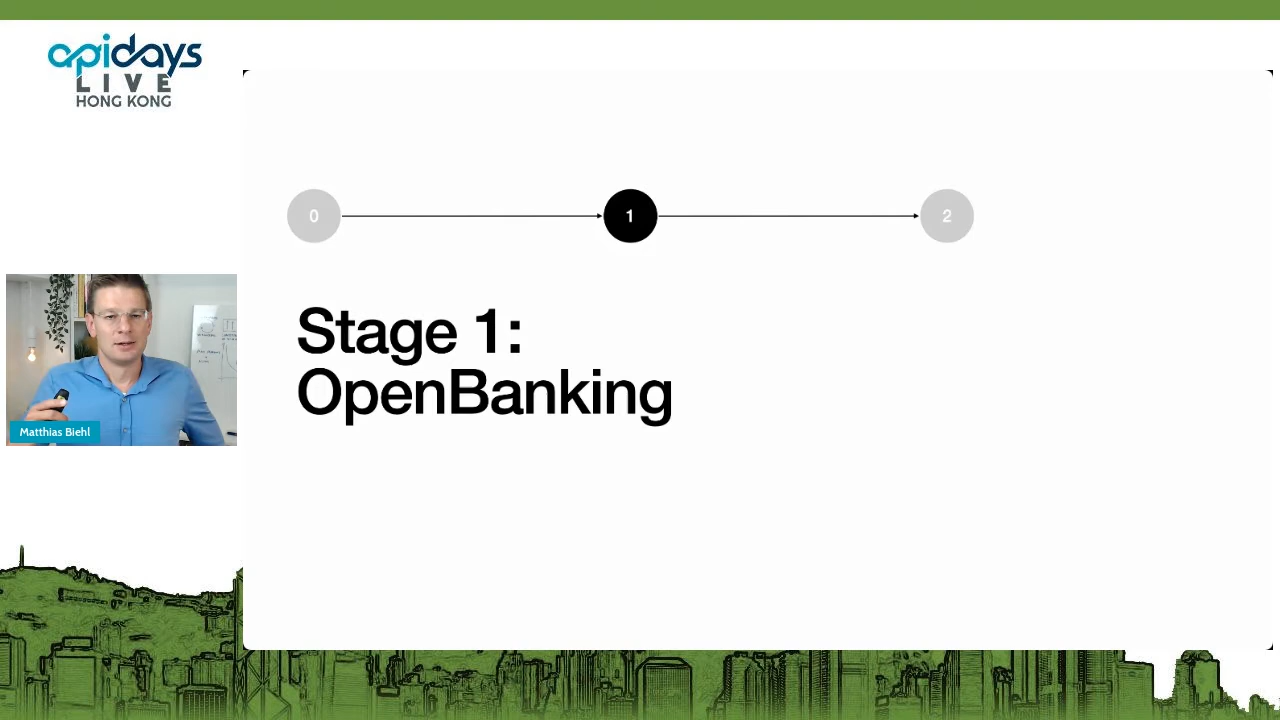 apidays
LIVE
HONG KONG
0
1
2
Stage 1:
OpenBanking
Matthias Biehl